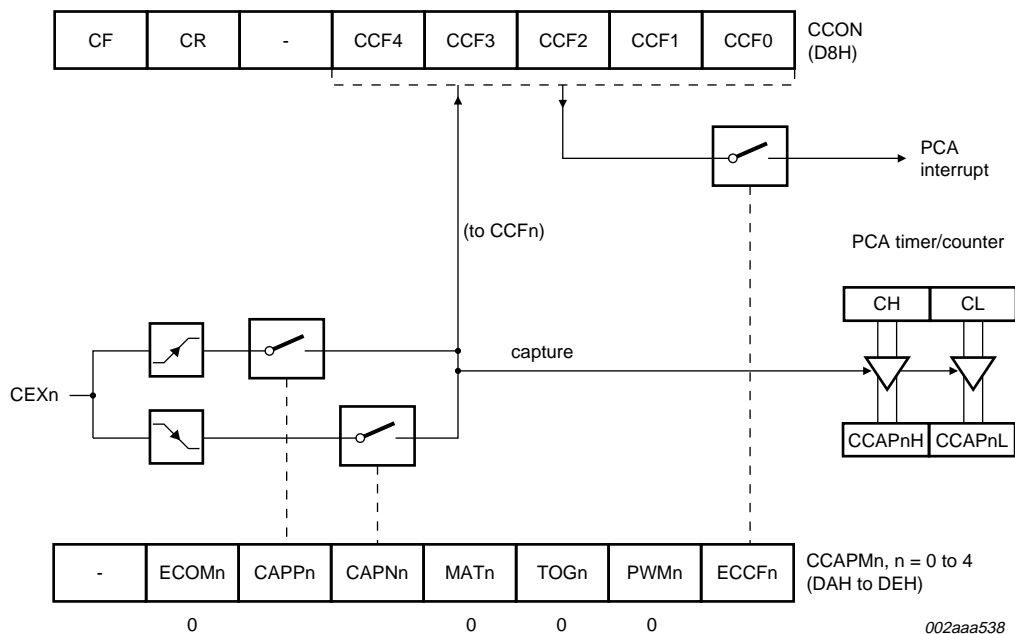 CF CR - CCF4 CCF3 CCF2 CCF1 CCF0
CCON
(D8H)
PCA
interrupt
(to CCFn)
PCA timer/counter
CH CL
capture
CEXn
CCAPnH CCAPnL
- ECOMn CAPPn CAPNn MATn TOGn PWMn ECCFn
CCAPMn, n = 0 to 4
(DAH to DEH)
0 0 0 0
002aaa538